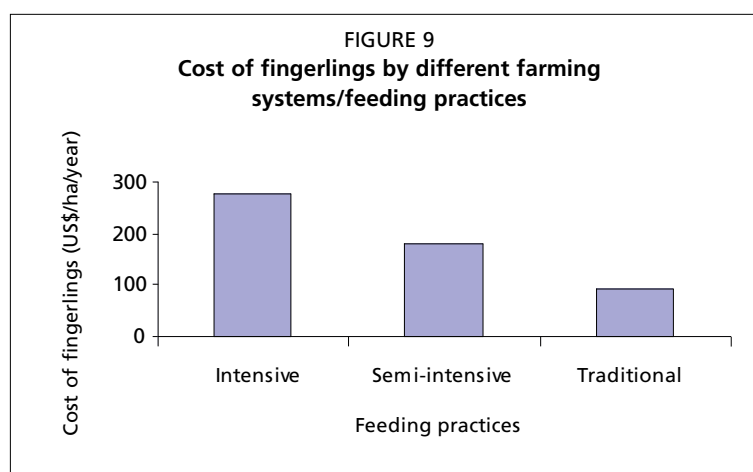 FIGURE 9
Cost of fingerlings by different farming
systems/feeding practices
Cost of fingerlings (US$/ha/year)
300
200
100
0
Intensive
Semi-intensive
Traditional
Feeding practices